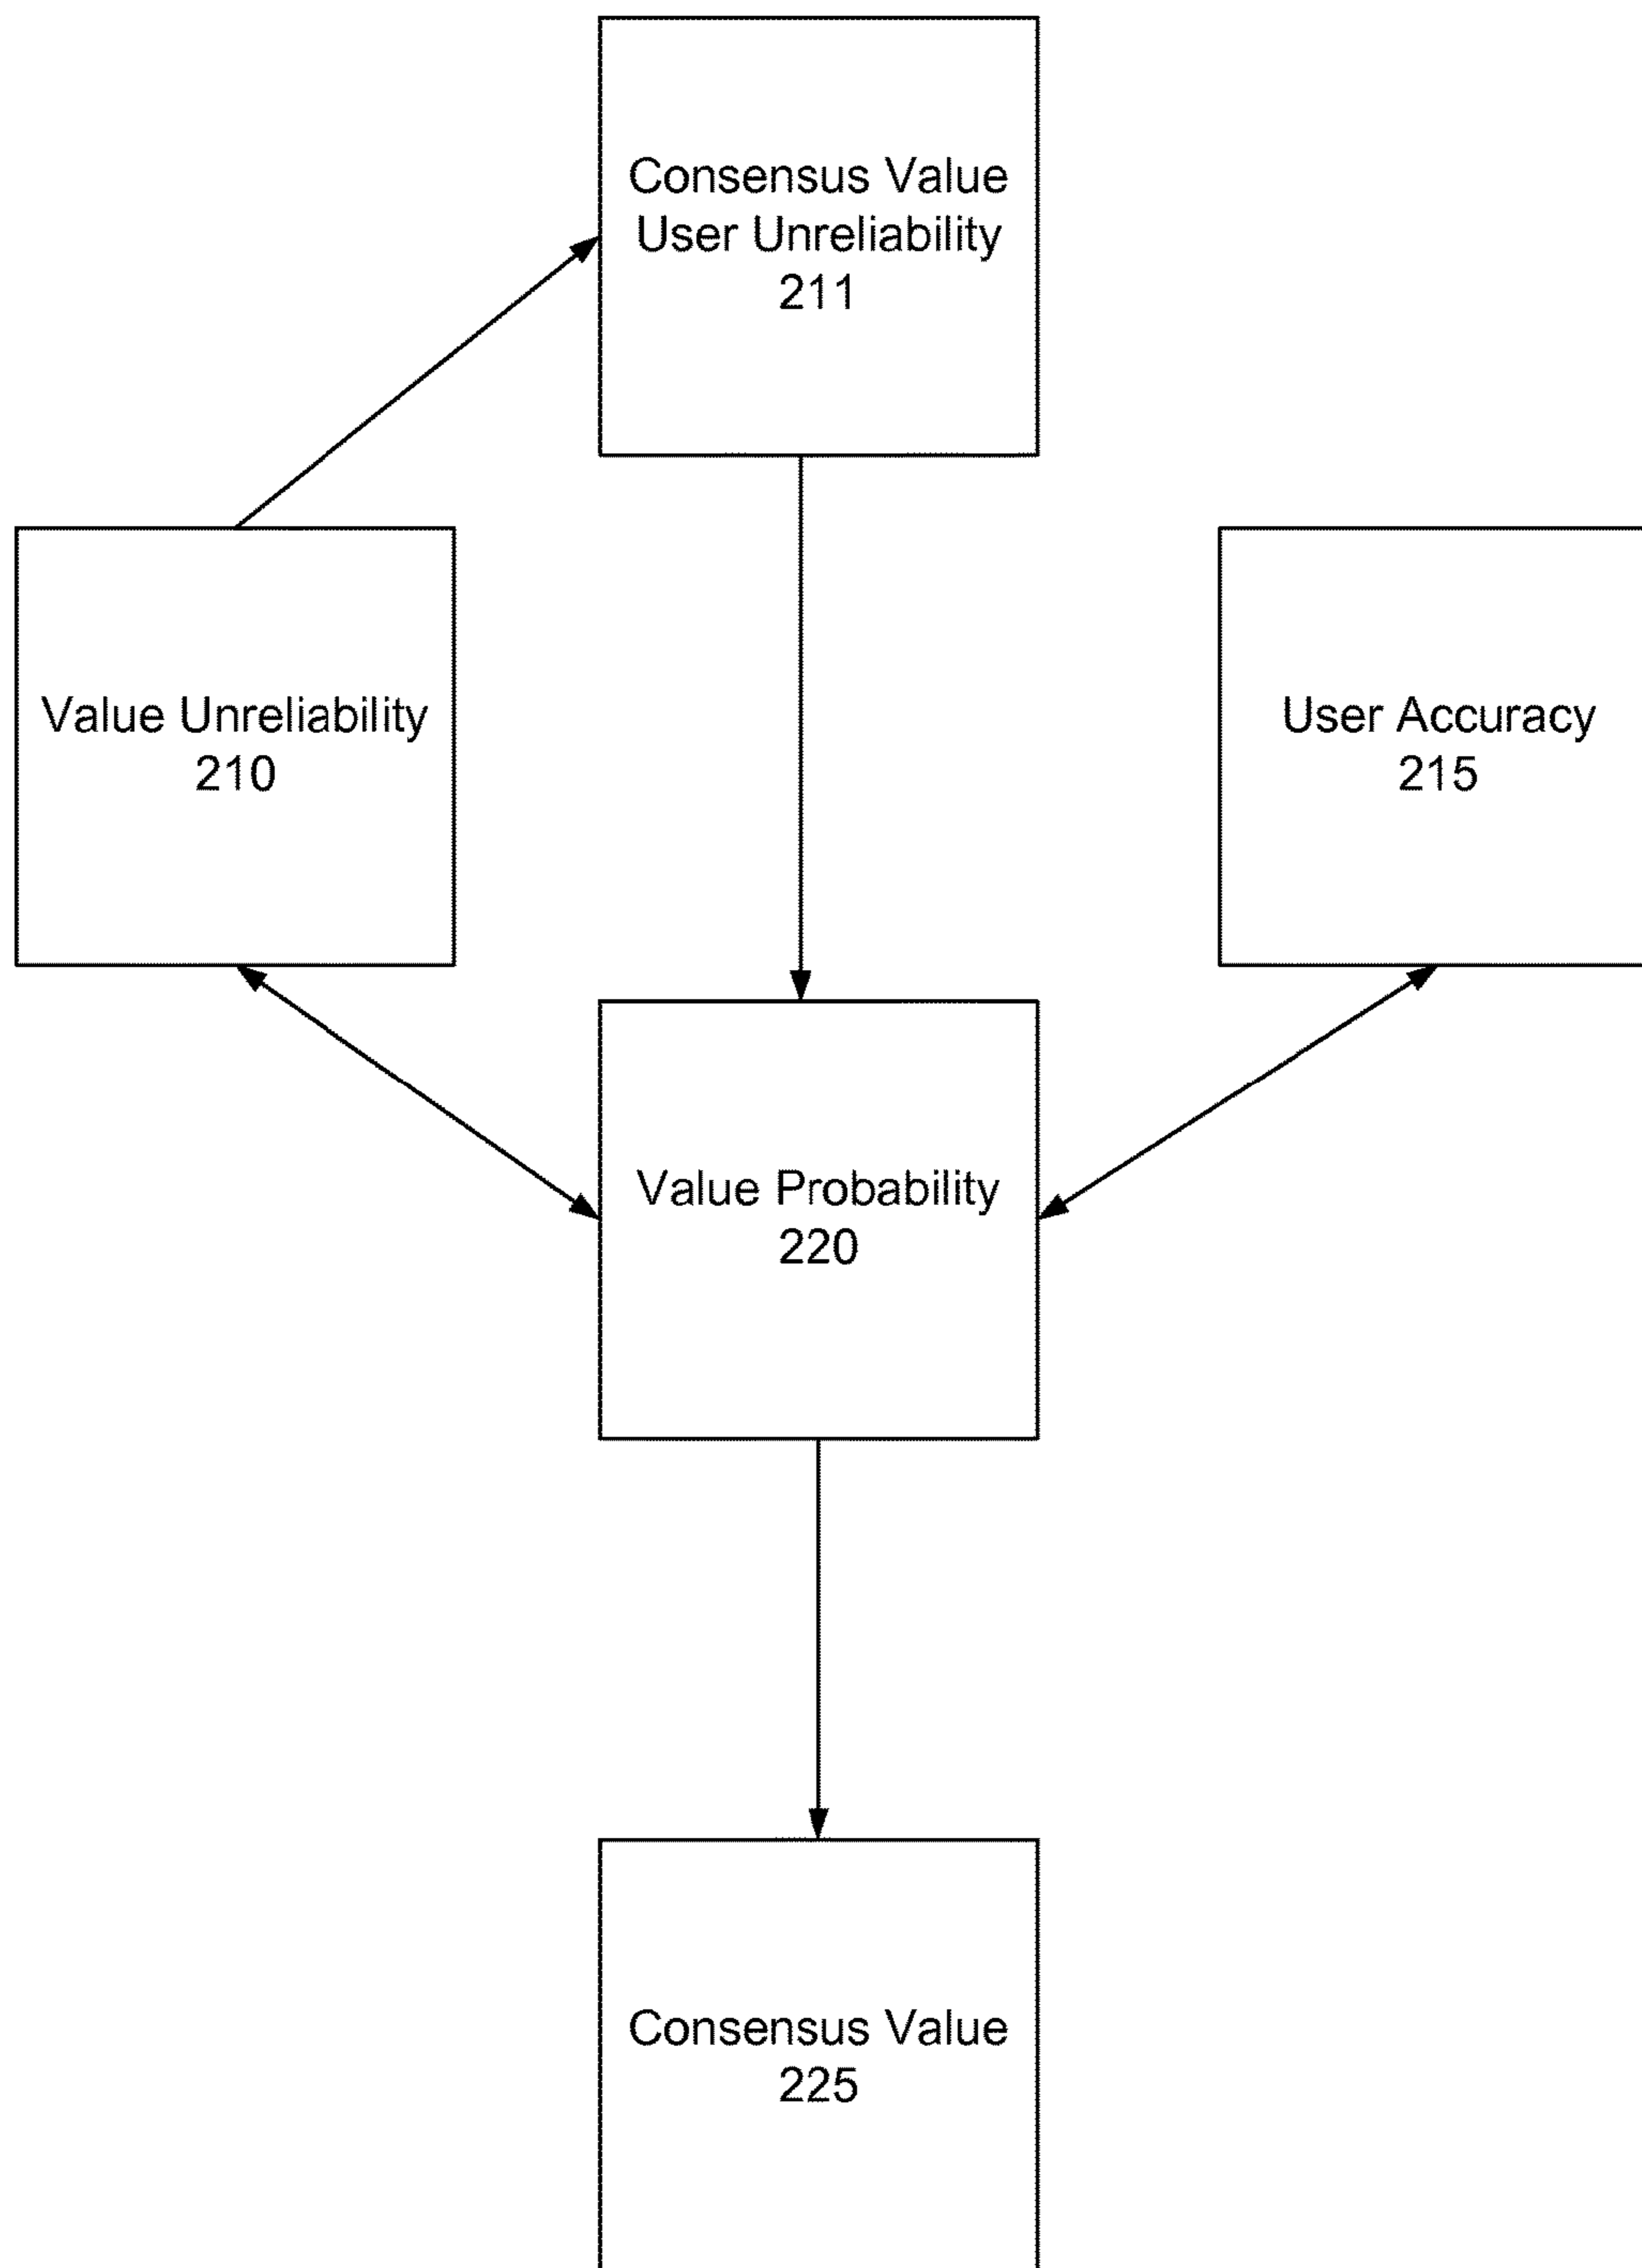 Consensus Value
User Unreliability
211
Value Unreliability
210
User Accuracy
215
Value Probability
220
Consensus Value
225